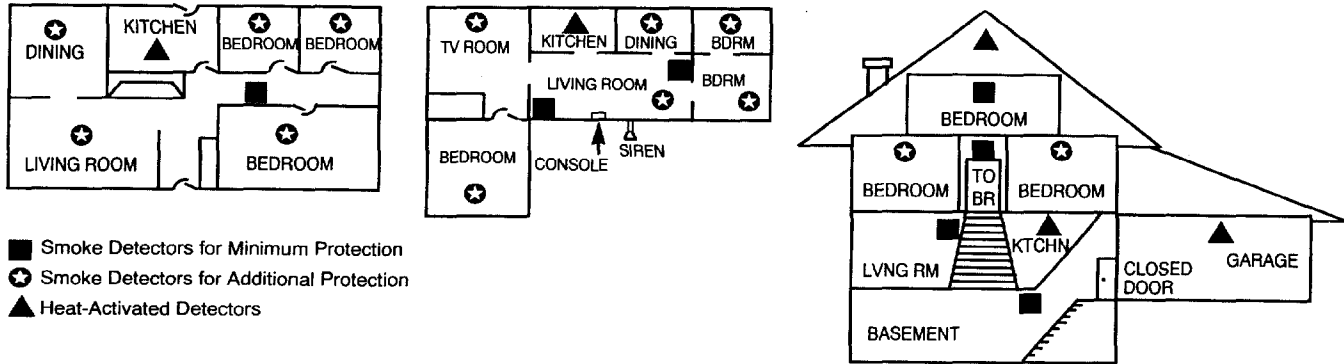 DINING
KITCHEN
BEDROOM
BEDROOM
LIVING ROOM
BEDROOM
TV ROOM
KITCHEN
DINING
BDRM
LIVING ROOM
BDRM
BEDROOM
CONSOLE
SIREN
BEDROOM
BEDROOM
TO
BR
BEDROOM
LVNG RM
KTCHN
CLOSED
DOOR
GARAGE
BASEMENT
Smoke Detectors for Minimum Protection
Smoke Detectors for Additional Protection
Heat-Activated Detectors